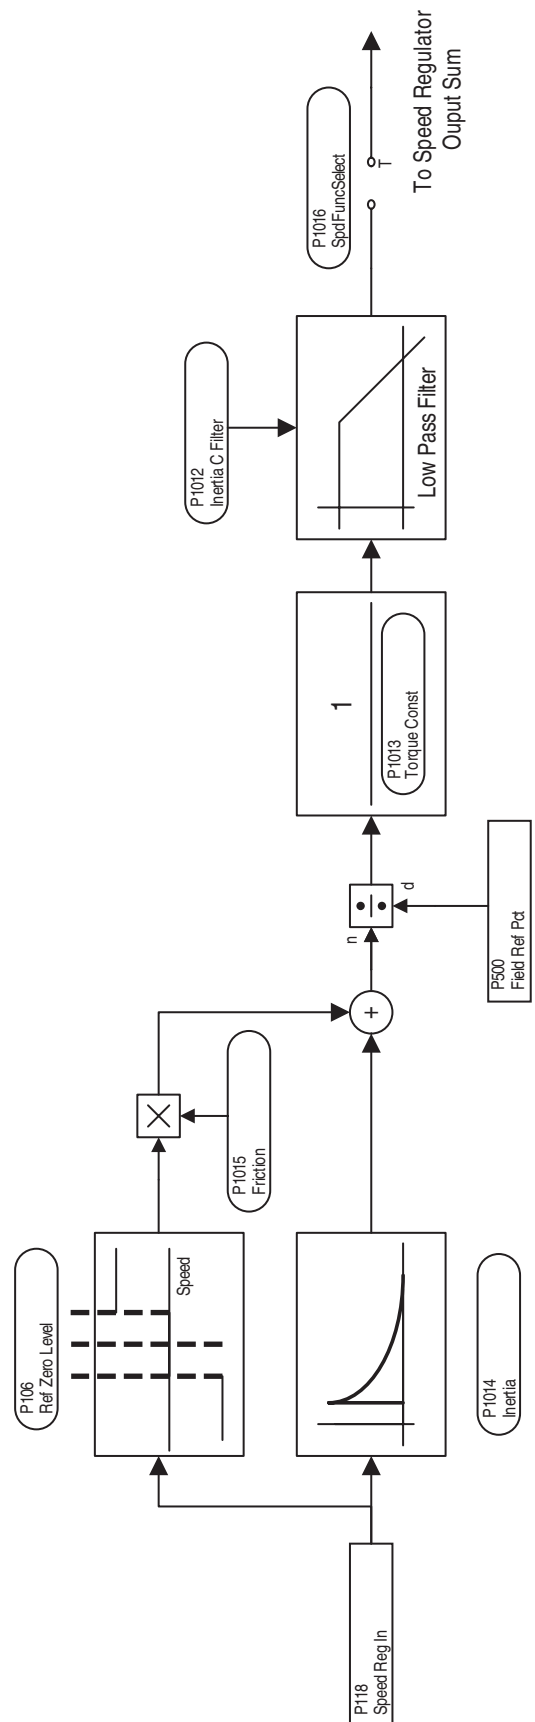 P118
Speed Reg In
P106
Ref Zero Level
Speed
P1014
Inertia
P1015
Friction
+
n
d
P500
Field Ref Pct
1
P1013
Torque Const
P1012
Inertia C Filter
Low Pass Filter
P1016
SpdFuncSelect
T
To Speed Regulator
Ouput Sum